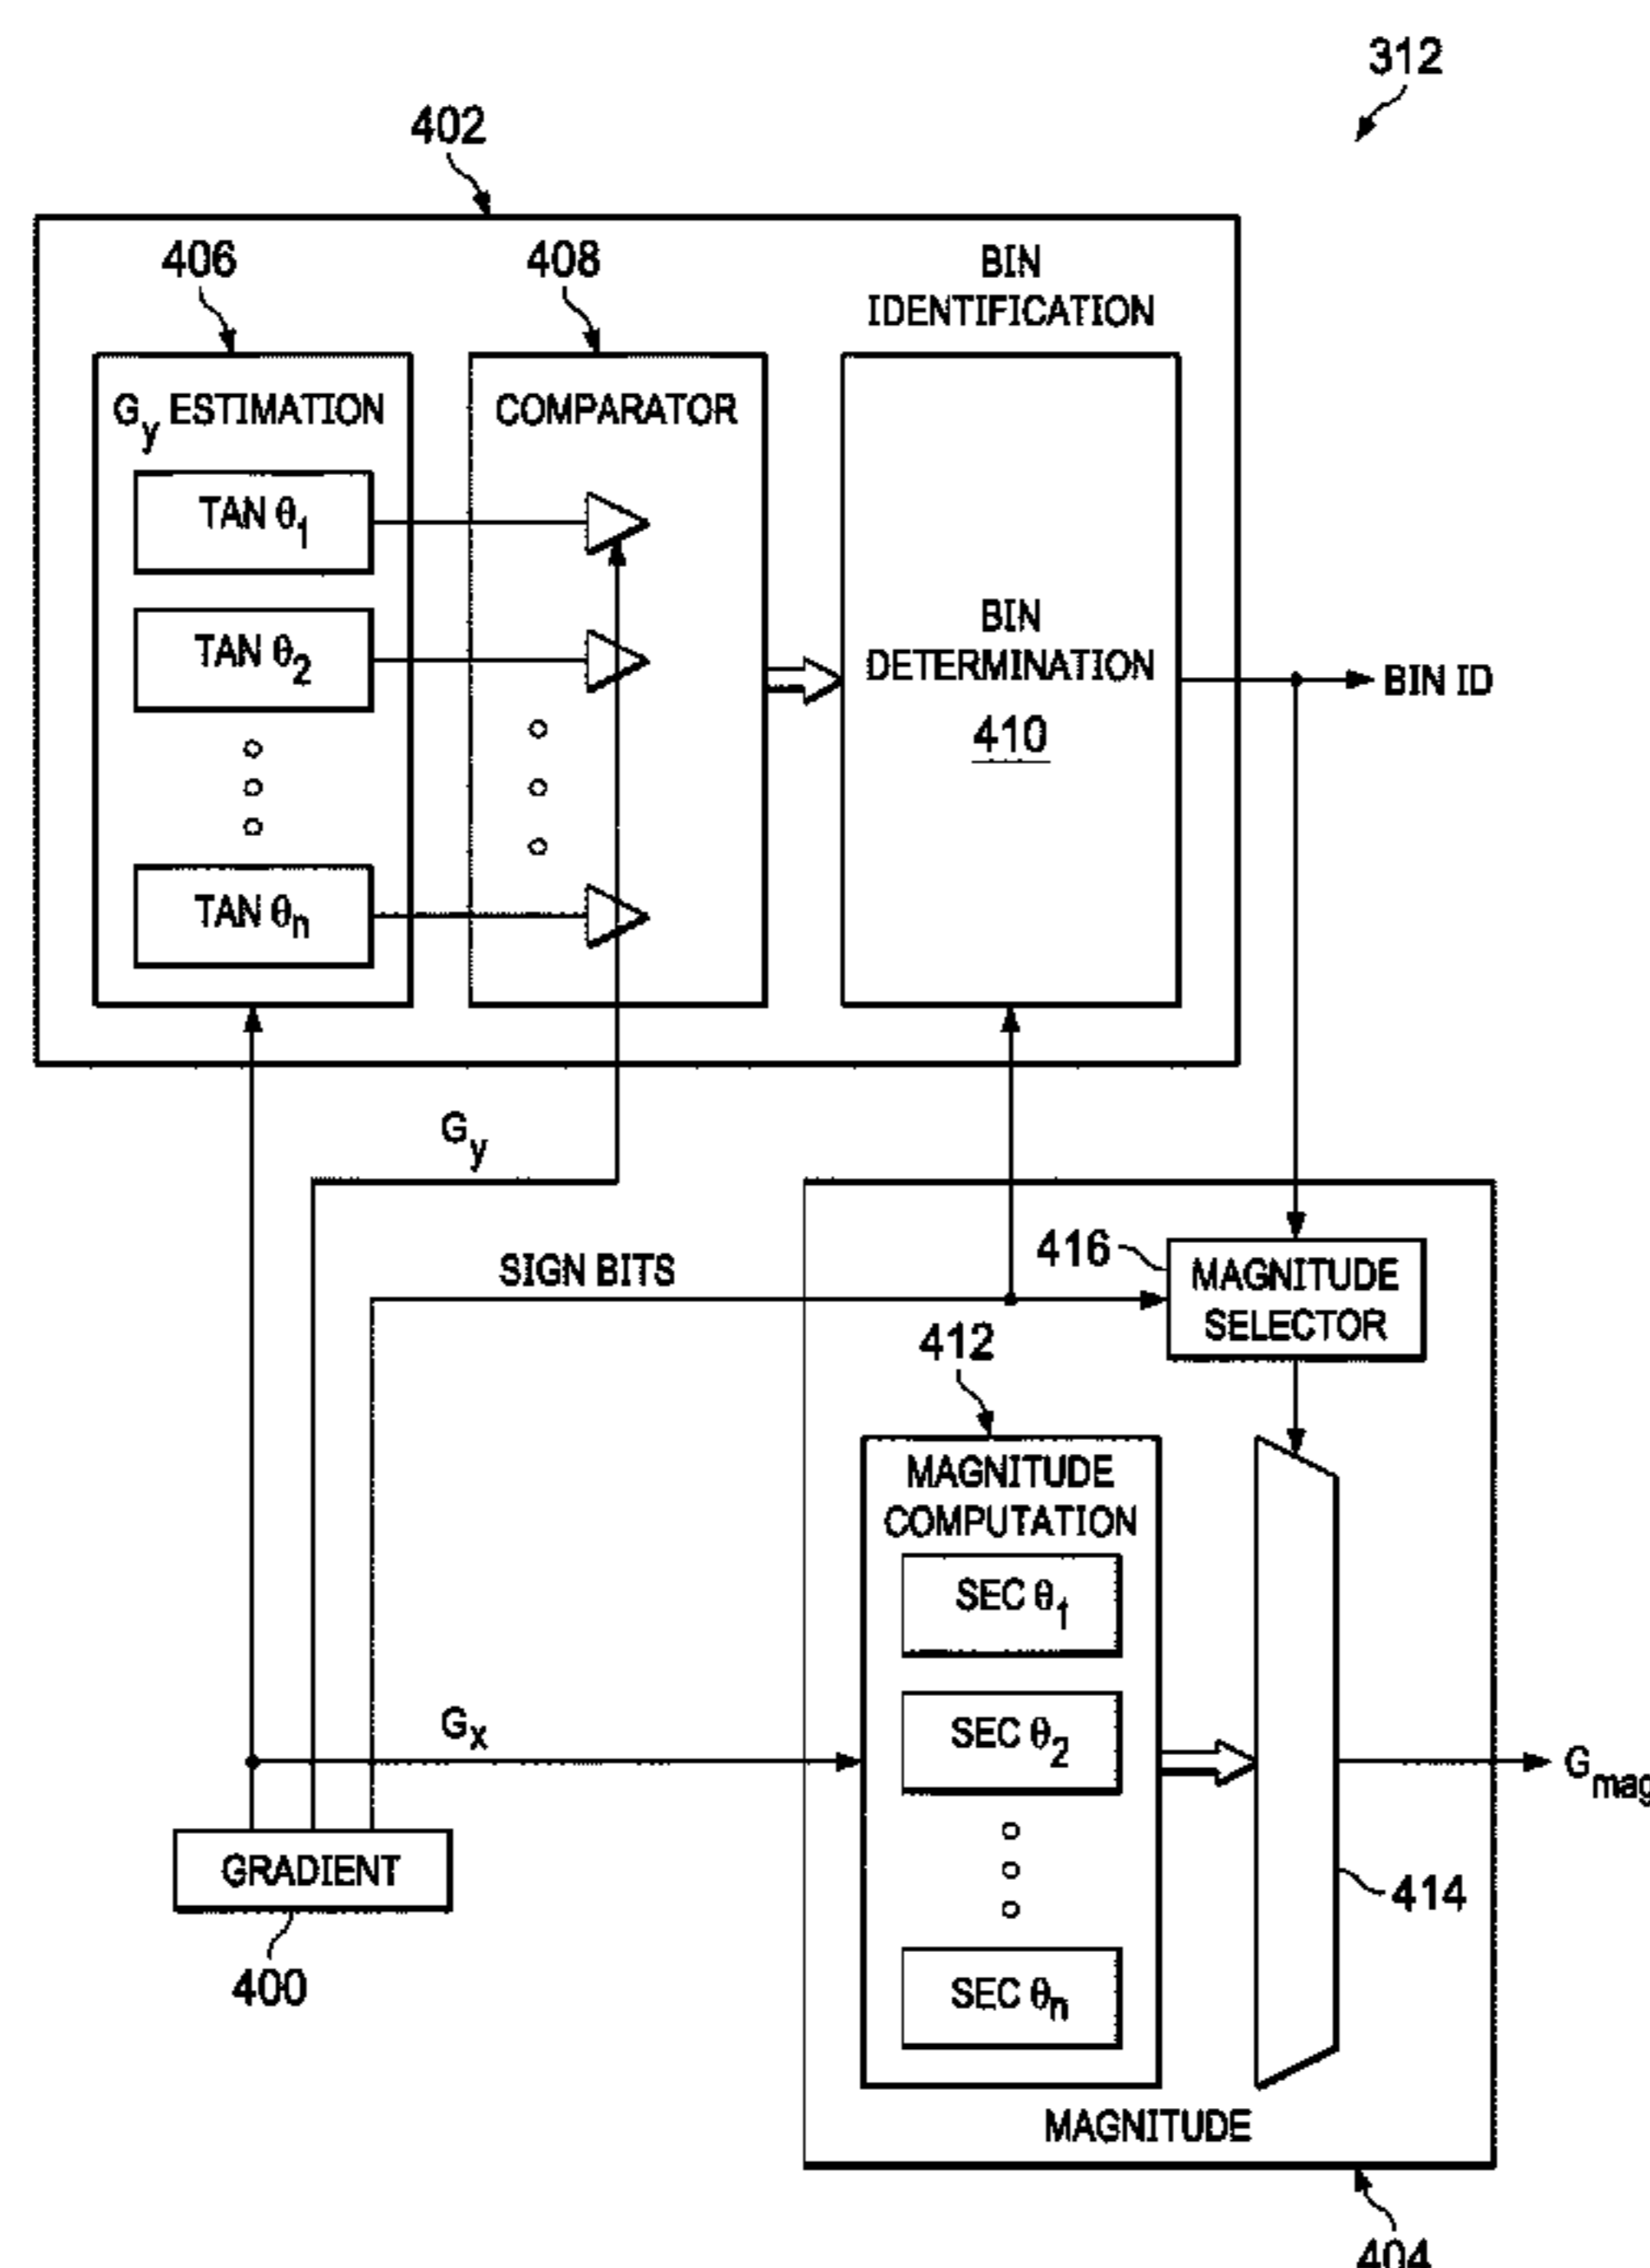 312
402
406
408
BIN
IDENTIFICATION
Gy ESTIMATION
COMPARATOR
TAN θ1
TAN θ2
TAN θn
BIN
DETERMINATION
410
BIN ID
Gy
SIGN BITS
416
MAGNITUDE
SELECTOR
412
MAGNITUDE
COMPUTATION
SEC θ1
SEC θ2
SEC θn
Gx
Gmag
GRADIENT
414
400
MAGNITUDE
404